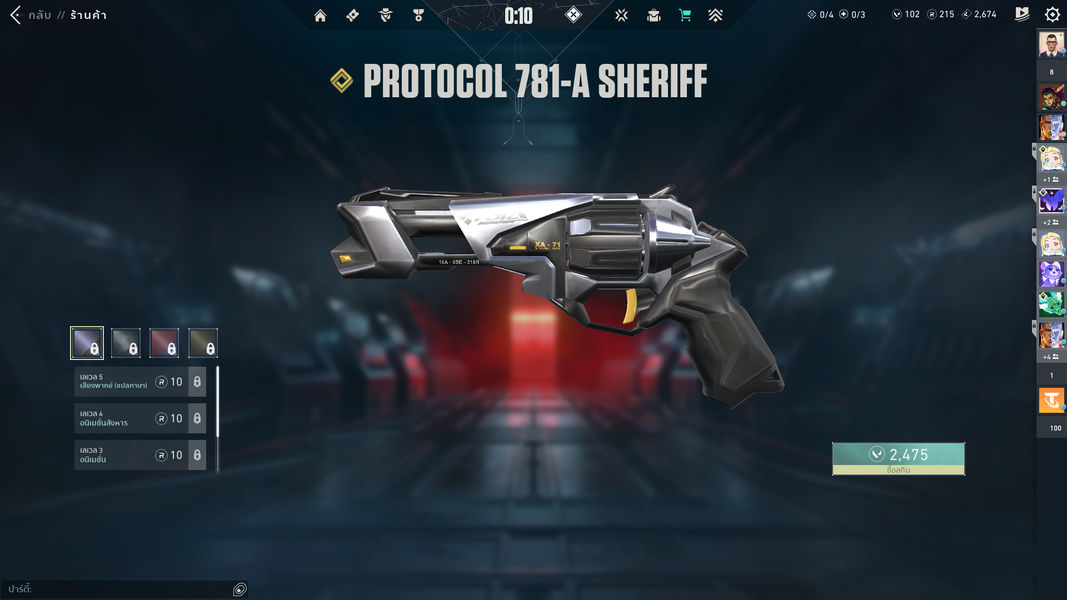 กลับ // ร้านค้า
0:10
0/4 0/3
102 R 215 2,674
PROTOCOL 781-A SHERIFF
8
+1
+2
+4
1
100
XA - 7.1
เลเวล 5
เสียงพากย์ (แปลภาษา)
R 10
เลเวล 4
อนิเมชั่นสังหาร
R 10
เลเวล 3
อนิเมชั่น
R 10
2,475
ซื้อสกิน
ปาร์ตี้: